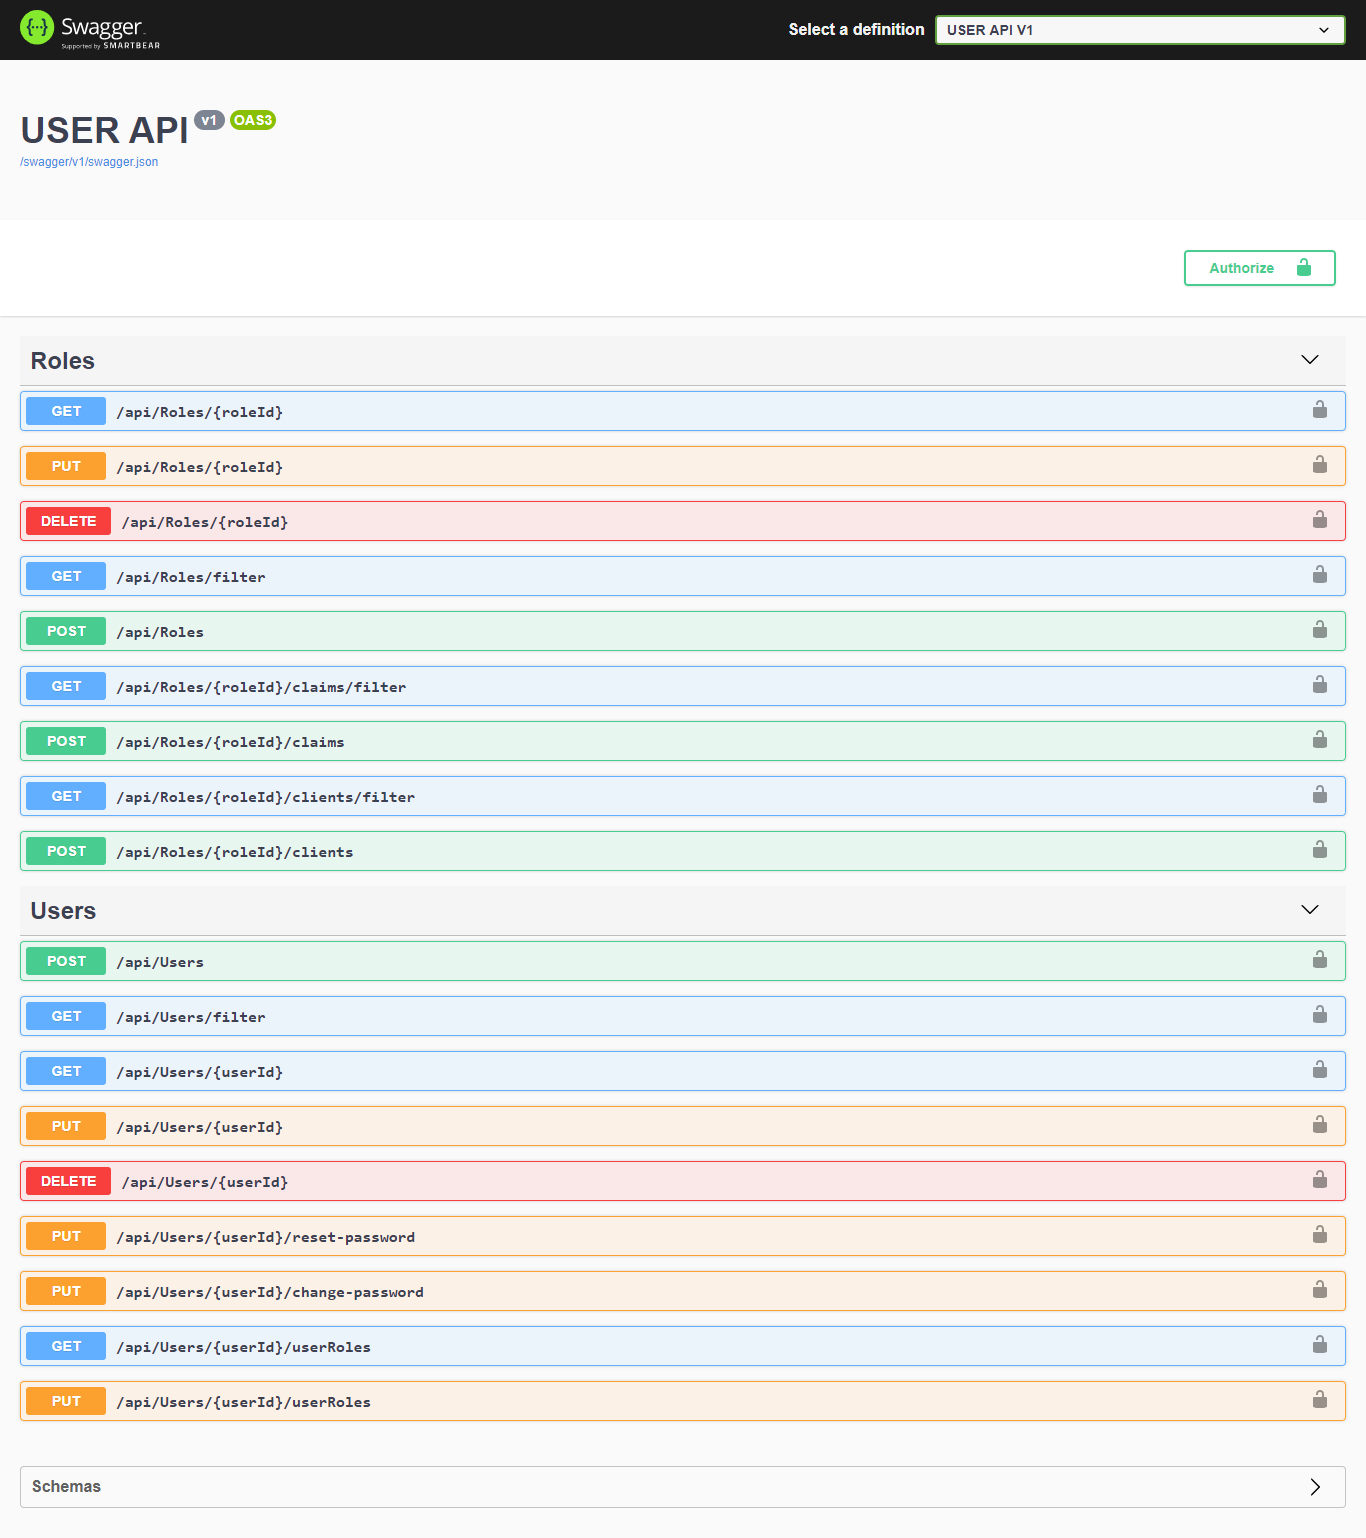 Swagger
Supported by SMARTBEAR
Select a definition
USER API V1
USER API v1 OAS3
/swagger/v1/swagger.json
Authorize
Roles
GET /api/Roles/{roleId}
PUT /api/Roles/{roleId}
DELETE /api/Roles/{roleId}
GET /api/Roles/filter
POST /api/Roles
GET /api/Roles/{roleId}/claims/filter
POST /api/Roles/{roleId}/claims
GET /api/Roles/{roleId}/clients/filter
POST /api/Roles/{roleId}/clients
Users
POST /api/Users
GET /api/Users/filter
GET /api/Users/{userId}
PUT /api/Users/{userId}
DELETE /api/Users/{userId}
PUT /api/Users/{userId}/reset-password
PUT /api/Users/{userId}/change-password
GET /api/Users/{userId}/userRoles
PUT /api/Users/{userId}/userRoles
Schemas